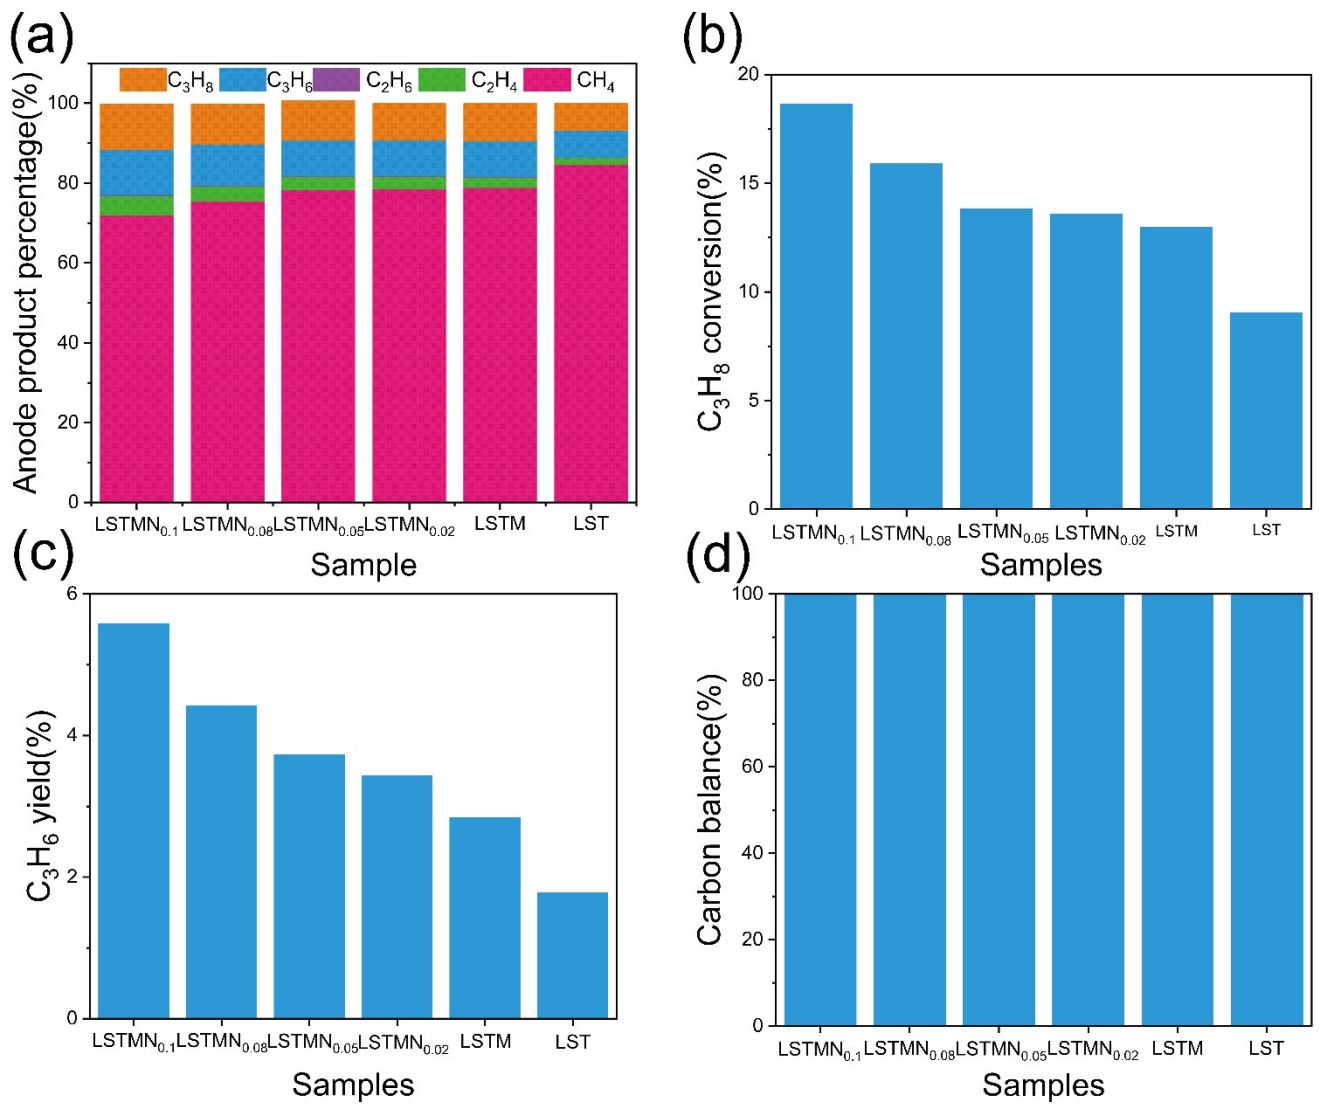 (a)
C₃H₈ C₃H₆ C₂H₆ C₂H₄ CH₄
Anode product percentage(%)
100
80
60
40
20
0
LSTMN₀.₁ LSTMN₀.₀₈ LSTMN₀.₀₅ LSTMN₀.₀₂ LSTM LST
Sample
(b)
C₃H₈ conversion(%)
20
15
10
5
0
LSTMN₀.₁ LSTMN₀.₀₈ LSTMN₀.₀₅ LSTMN₀.₀₂ LSTM LST
Samples
(c)
C₃H₆ yield(%)
6
4
2
0
LSTMN₀.₁ LSTMN₀.₀₈ LSTMN₀.₀₅ LSTMN₀.₀₂ LSTM LST
Samples
(d)
Carbon balance(%)
100
80
60
40
20
0
LSTMN₀.₁ LSTMN₀.₀₈ LSTMN₀.₀₅ LSTMN₀.₀₂ LSTM LST
Samples